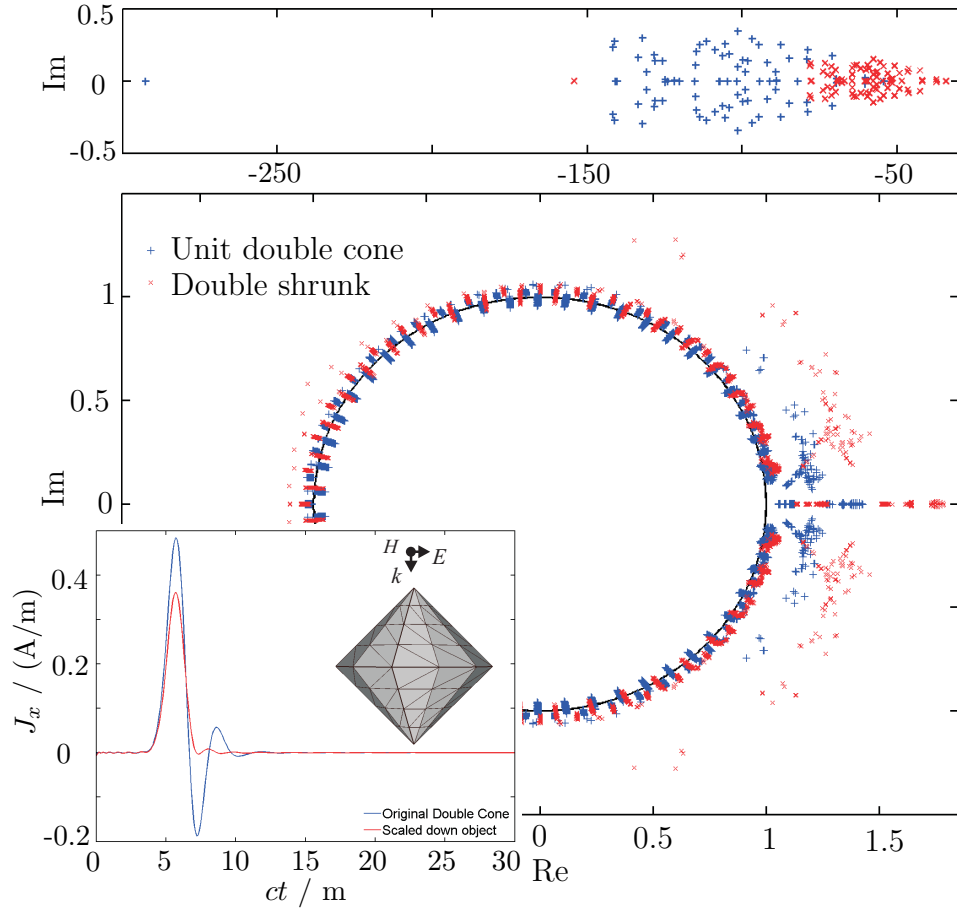 0.5
Im
0
-0.5
-250
-150
-50
+ Unit double cone
× Double shrunk
1
0.5
Im
0
H
E
k
0.4
J_x / (A/m)
0.2
0
Original Double Cone
Scaled down object
-0.2
0 5 10 15 20 25 30
ct / m
0 0.5 1 1.5
Re